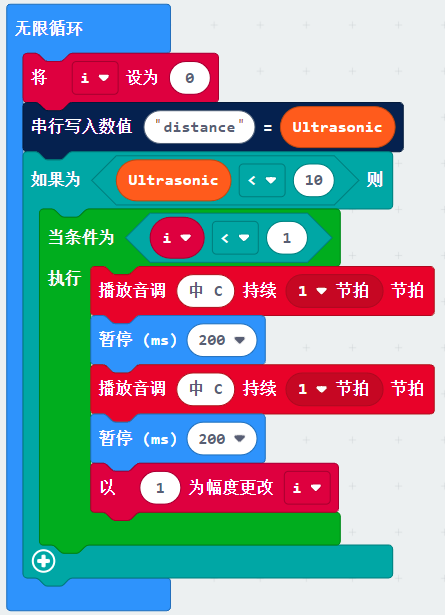 无限循环
将 i 设为 0
串行写入数值 "distance" = Ultrasonic
如果为 Ultrasonic < 10 则
当条件为 i < 1
执行
播放音调 中 C 持续 1 节拍 节拍
暂停 (ms) 200
播放音调 中 C 持续 1 节拍 节拍
暂停 (ms) 200
以 1 为幅度更改 i